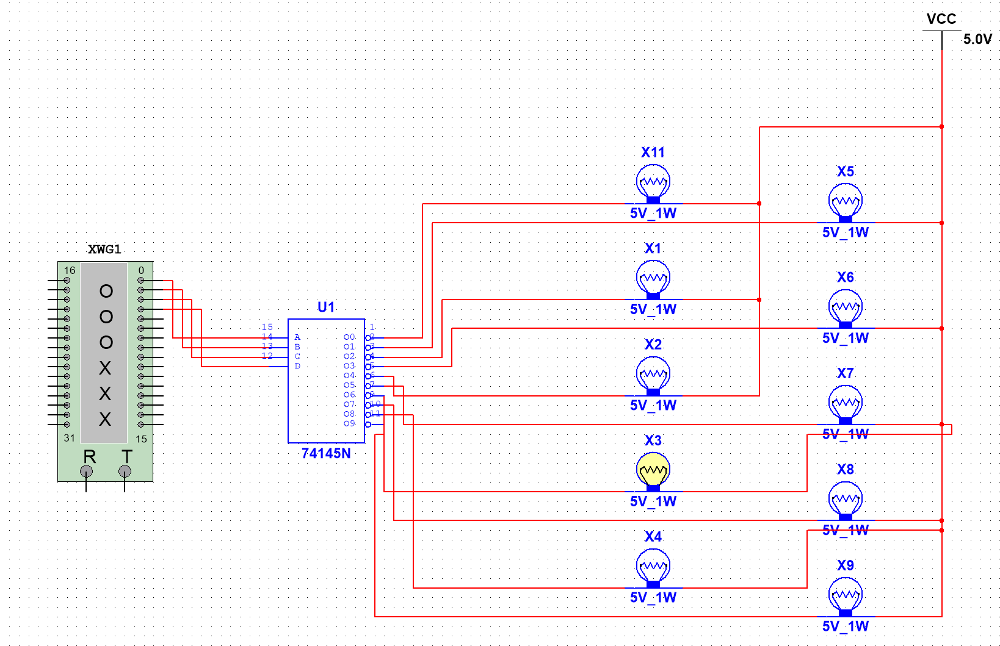 VCC
5.0V
X11
5V_1W
X5
5V_1W
XWG1
16 0
O
O
O
X
X
X
31 15
R T
U1
15
14
13
12
A
B
C
D
O0
O1
O2
O3
O4
O5
O6
O7
O8
O9
1
2
3
4
5
6
7
9
10
11
74145N
X1
5V_1W
X6
5V_1W
X2
5V_1W
X7
5V_1W
X3
5V_1W
X8
5V_1W
X4
5V_1W
X9
5V_1W